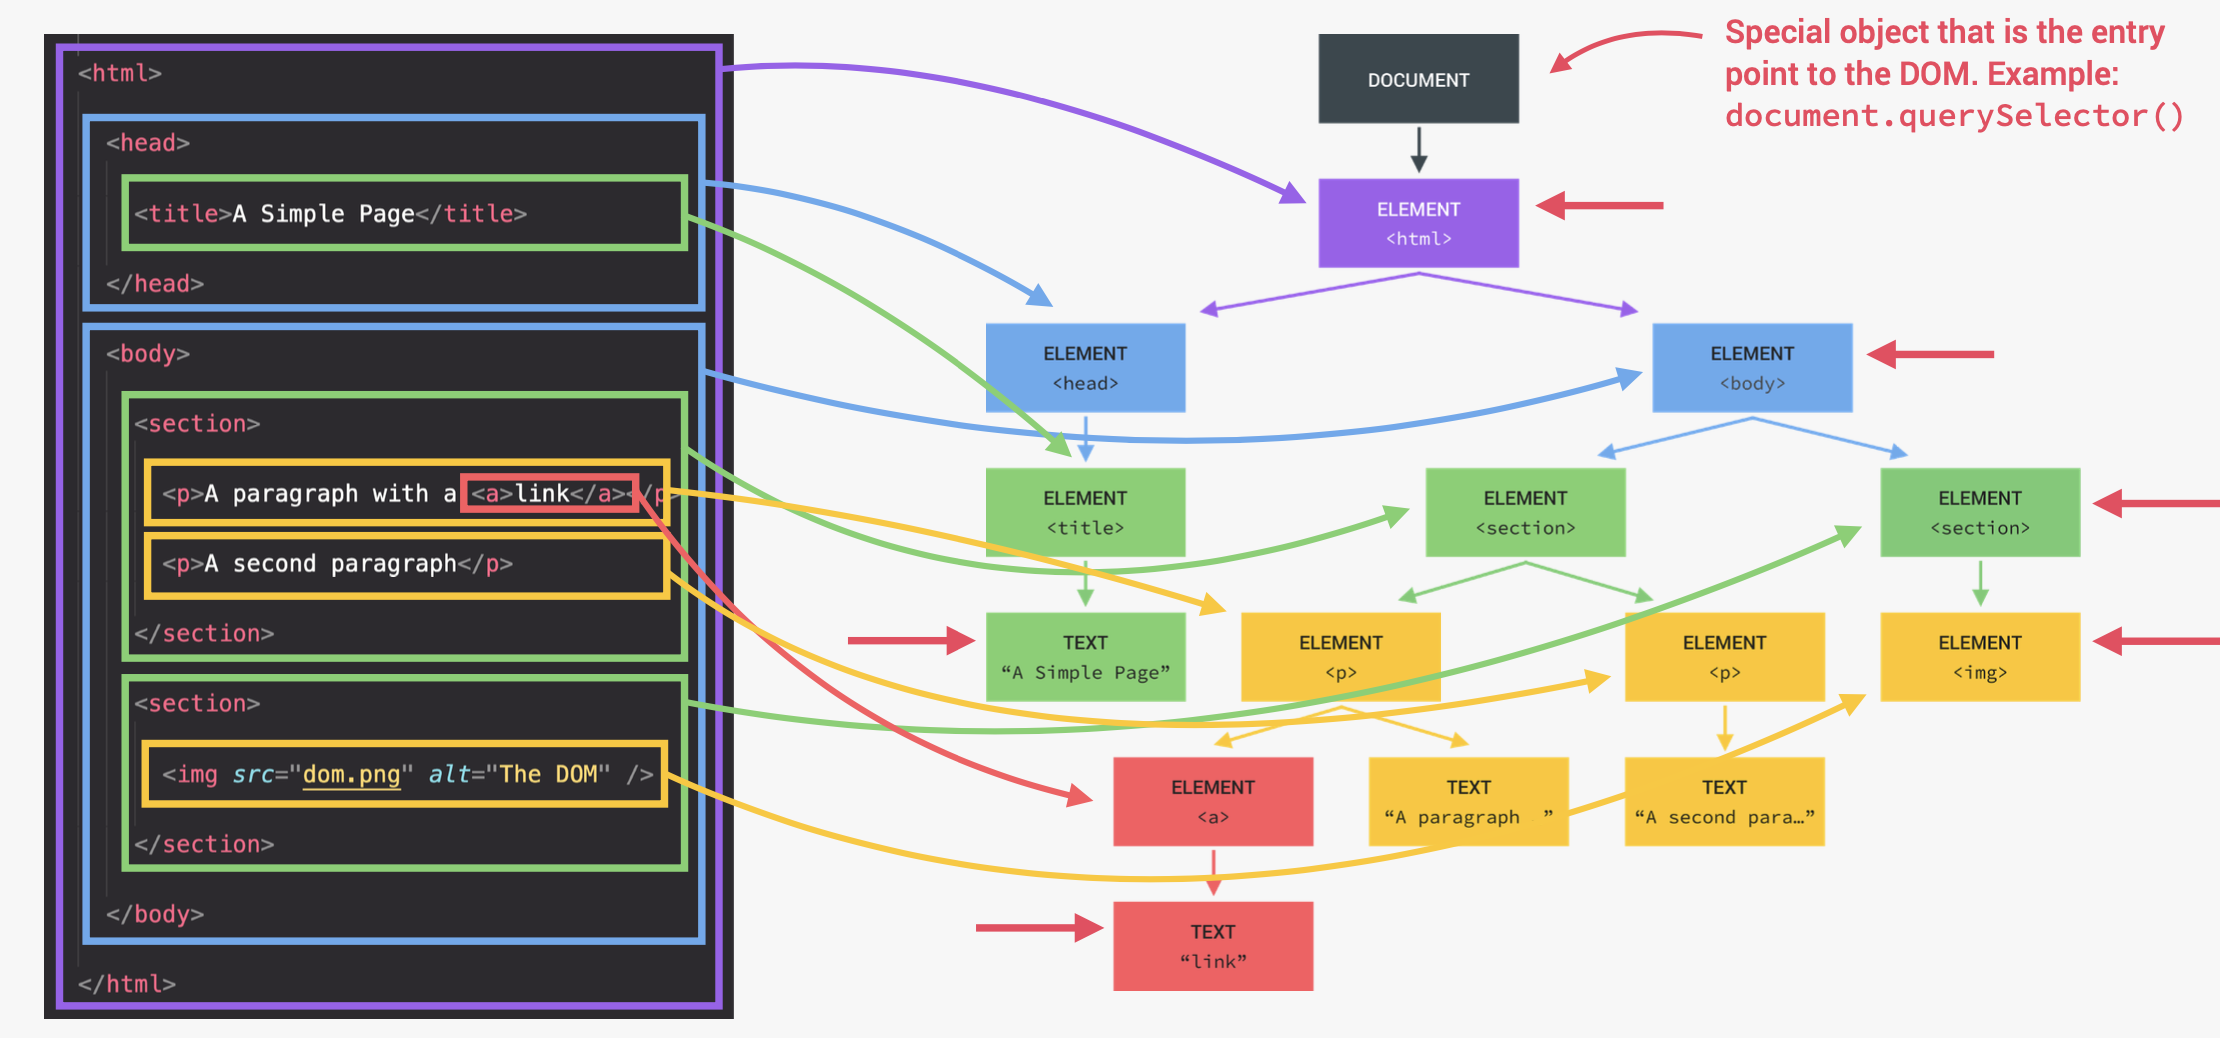 <html>
<head>
<title>A Simple Page</title>
</head>
<body>
<section>
<p>A paragraph with a <a>link</a></p>
<p>A second paragraph</p>
</section>
<section>
<img src="dom.png" alt="The DOM" />
</section>
</body>
</html>
Special object that is the entry
point to the DOM. Example:
document.querySelector()
DOCUMENT
ELEMENT
<html>
ELEMENT
<head>
ELEMENT
<body>
ELEMENT
<title>
ELEMENT
<section>
ELEMENT
<section>
TEXT
“A Simple Page”
ELEMENT
<p>
ELEMENT
<p>
ELEMENT
<img>
ELEMENT
<a>
TEXT
“A paragraph ”
TEXT
“A second para…”
TEXT
“link”